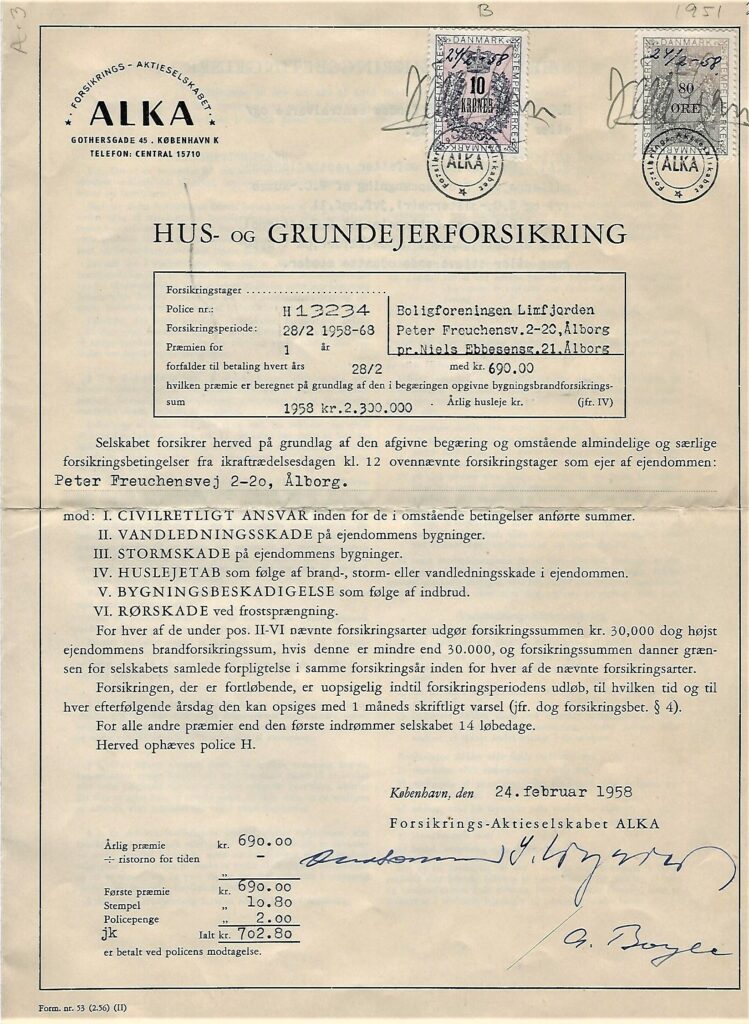 A-3
B
1951
FORSIKRINGS-AKTIESELSKABET
★ ALKA ★
GOTHERSGADE 45 . KØBENHAVN K
TELEFON: CENTRAL 15710
DANMARK
24/2-58
10
KRONER
STEMPELMÆRKE
DANMARK
24/2-58
80
ØRE
STEMPELMÆRKE
DANMARK
Forsikrings-Aktieselskabet
ALKA
Forsikrings-Aktieselskabet
ALKA
HUS- OG GRUNDEJERFORSIKRING
Forsikringstager ........................
Police nr.: H 13234 Boligforeningen Limfjorden
Forsikringsperiode: 28/2 1958-68 Peter Freuchensv.2-20,Ålborg
Præmien for 1 år pr.Niels Ebbesensg.21.Ålborg
forfalder til betaling hvert års 28/2 med kr. 690.00
hvilken præmie er beregnet på grundlag af den i begæringen opgivne bygningsbrandforsikrings-
sum 1958 kr.2.300.000 . Årlig husleje kr. (jfr. IV)
Selskabet forsikrer herved på grundlag af den afgivne begæring og omstående almindelige og særlige
forsikringsbetingelser fra ikrafttrædelsesdagen kl. 12 ovennævnte forsikringstager som ejer af ejendommen:
Peter Freuchensvej 2-2o, Ålborg.
mod: I. CIVILRETLIGT ANSVAR inden for de i omstående betingelser anførte summer.
II. VANDLEDNINGSSKADE på ejendommens bygninger.
III. STORMSKADE på ejendommens bygninger.
IV. HUSLEJETAB som følge af brand-, storm- eller vandledningsskade i ejendommen.
V. BYGNINGSBESKADIGELSE som følge af indbrud.
VI. RØRSKADE ved frostsprængning.
For hver af de under pos. II-VI nævnte forsikringsarter udgør forsikringssummen kr. 30,000 dog højst
ejendommens brandforsikringssum, hvis denne er mindre end 30.000, og forsikringssummen danner græn-
sen for selskabets samlede forpligtelse i samme forsikringsår inden for hver af de nævnte forsikringsarter.
Forsikringen, der er fortløbende, er uopsigelig indtil forsikringsperiodens udløb, til hvilken tid og til
hver efterfølgende årsdag den kan opsiges med 1 måneds skriftligt varsel (jfr. dog forsikringsbet. § 4).
For alle andre præmier end den første indrømmer selskabet 14 løbedage.
Herved ophæves police H.
København, den 24.februar 1958
Forsikrings-Aktieselskabet ALKA
Årlig præmie kr. 690.00
÷ ristorno for tiden –
„
Første præmie kr. 690.00
Stempel „ 10.80
Policepenge „ 2.00
jk Ialt kr. 702.80
er betalt ved policens modtagelse.
Form. nr. 53 (2.56) (II)